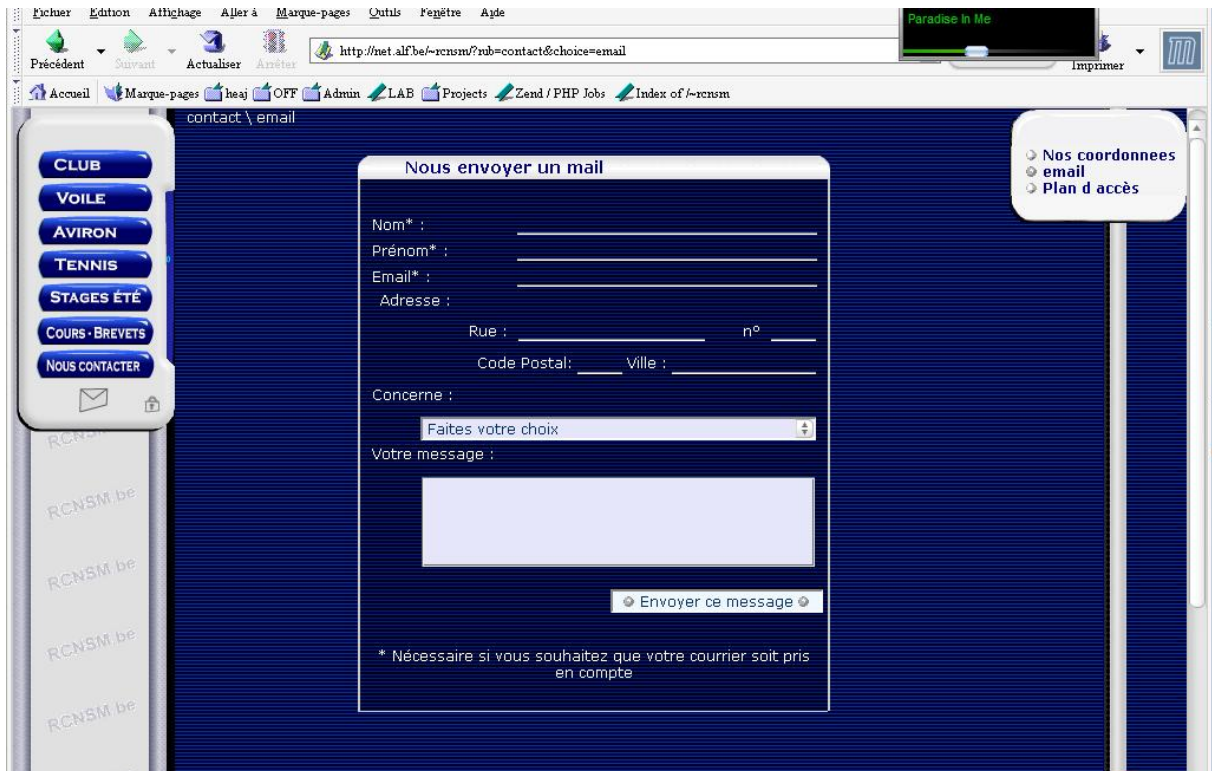 Fichier Edition Affichage Aller à Marque-pages Outils Fenêtre Aide
Paradise In Me
Précédent Suivant Actualiser Arrêter http://net.alf.be/~rcnsm/?rub=contact&choice=email Imprimer
Accueil Marque-pages heaj OFF Admin LAB Projects Zend / PHP Jobs Index of /~rcnsm
contact \ email
CLUB
VOILE
AVIRON
TENNIS
STAGES ÉTÉ
COURS - BREVETS
NOUS CONTACTER
RCNSM be
RCNSM be
RCNSM be
RCNSM be
Nous envoyer un mail
Nom* :
Prénom* :
Email* :
Adresse :
Rue : n°
Code Postal: Ville :
Concerne :
Faites votre choix
Votre message :
Envoyer ce message
* Nécessaire si vous souhaitez que votre courrier soit pris
en compte
Nos coordonnees
email
Plan d accès